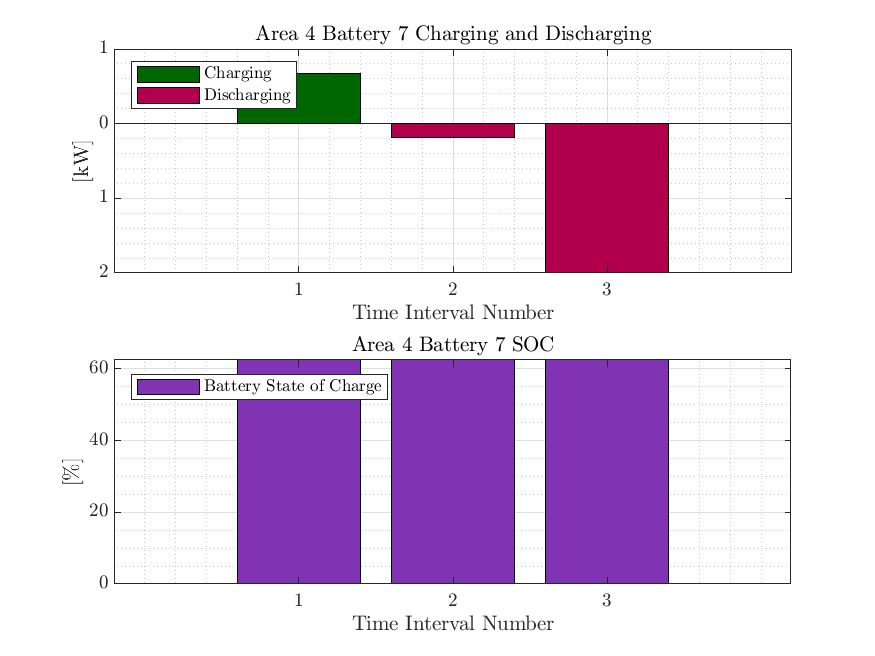 Area 4 Battery 7 Charging and Discharging
1
Charging
Discharging
0
[kW]
1
2
1 2 3
Time Interval Number
Area 4 Battery 7 SOC
60
Battery State of Charge
40
[%]
20
0
1 2 3
Time Interval Number